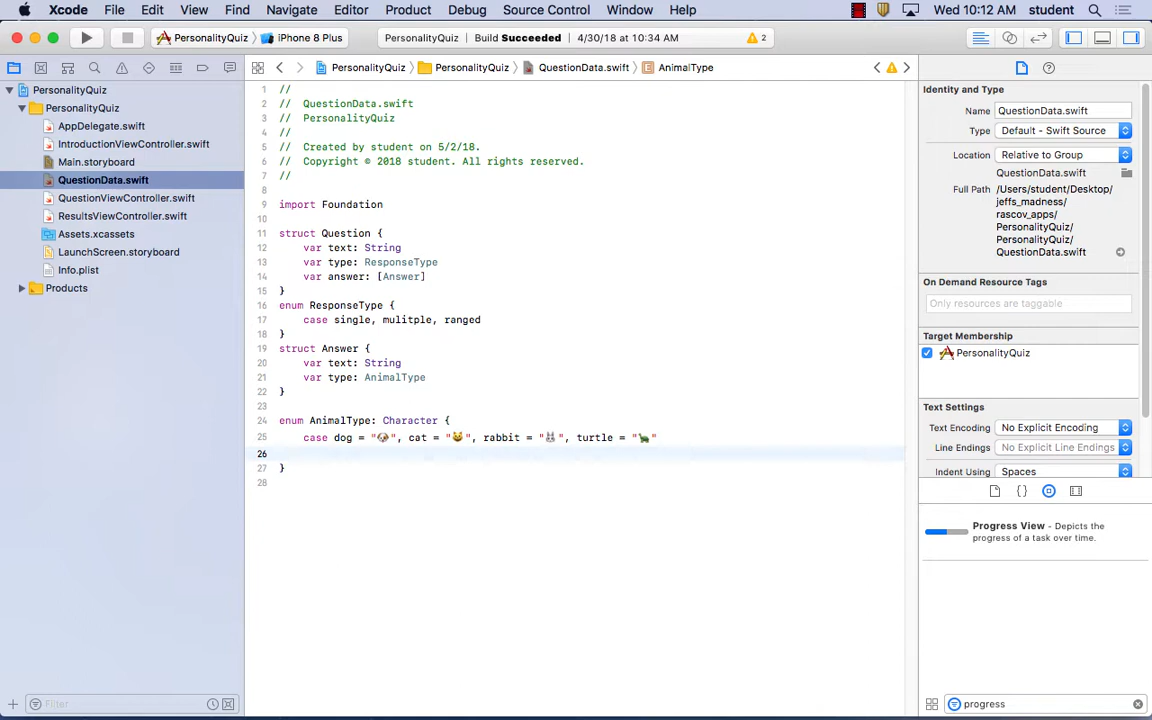 Xcode File Edit View Find Navigate Editor Product Debug Source Control Window Help Wed 10:12 AM student
PersonalityQuiz iPhone 8 Plus PersonalityQuiz Build Succeeded 4/30/18 at 10:34 AM 2
PersonalityQuiz PersonalityQuiz QuestionData.swift AnimalType
PersonalityQuiz
PersonalityQuiz
AppDelegate.swift
IntroductionViewController.swift
Main.storyboard
QuestionData.swift
QuestionViewController.swift
ResultsViewController.swift
Assets.xcassets
LaunchScreen.storyboard
Info.plist
Products
Filter
1 //
2 // QuestionData.swift
3 // PersonalityQuiz
4 //
5 // Created by student on 5/2/18.
6 // Copyright © 2018 student. All rights reserved.
7 //
8
9 import Foundation
10
11 struct Question {
12 var text: String
13 var type: ResponseType
14 var answer: [Answer]
15 }
16 enum ResponseType {
17 case single, mulitple, ranged
18 }
19 struct Answer {
20 var text: String
21 var type: AnimalType
22 }
23
24 enum AnimalType: Character {
25 case dog = "🐶", cat = "😺", rabbit = "🐰", turtle = "🐢"
26
27 }
28
Identity and Type
Name QuestionData.swift
Type Default - Swift Source
Location Relative to Group
QuestionData.swift
Full Path /Users/student/Desktop/
jeffs_madness/
rascov_apps/
PersonalityQuiz/
PersonalityQuiz/
QuestionData.swift
On Demand Resource Tags
Only resources are taggable
Target Membership
PersonalityQuiz
Text Settings
Text Encoding No Explicit Encoding
Line Endings No Explicit Line Endings
Indent Using Spaces
Progress View - Depicts the
progress of a task over time.
progress